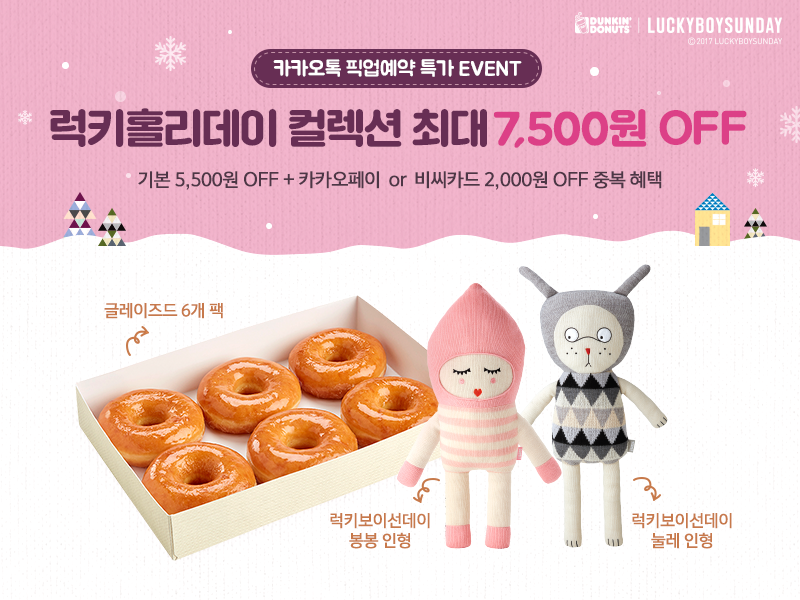 DUNKIN' DONUTS | LUCKYBOYSUNDAY
©2017 LUCKYBOYSUNDAY
카카오톡 픽업예약 특가 EVENT
럭키홀리데이 컬렉션 최대 7,500원 OFF
기본 5,500원 OFF + 카카오페이 or 비씨카드 2,000원 OFF 중복 혜택
글레이즈드 6개 팩
럭키보이선데이
봉봉 인형
럭키보이선데이
눌레 인형